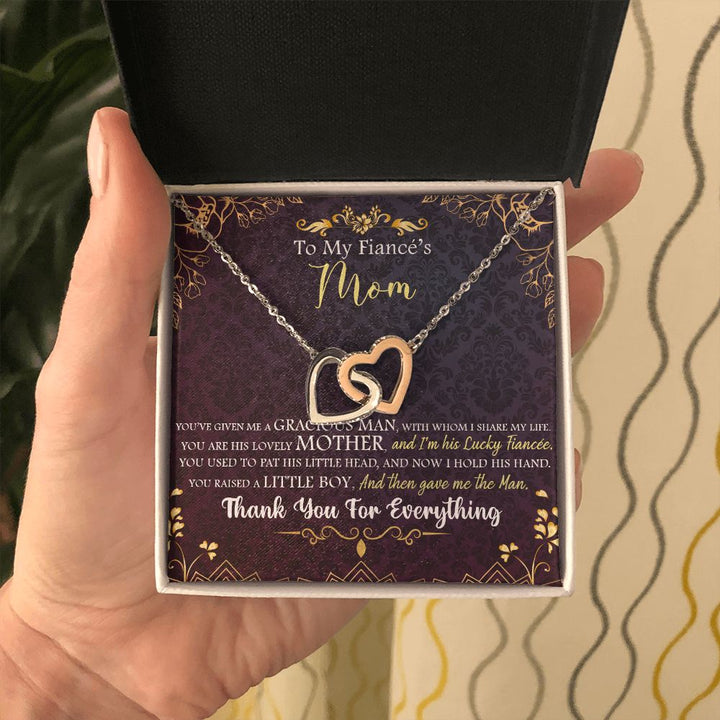 To My Fiancé's
Mom
YOU'VE GIVEN ME A GRACIOUS MAN, WITH WHOM I SHARE MY LIFE.
YOU ARE HIS LOVELY MOTHER, and I'm his Lucky Fiancée.
YOU USED TO PAT HIS LITTLE HEAD, AND NOW I HOLD HIS HAND.
YOU RAISED A LITTLE BOY, And then gave me the Man.
Thank You For Everything